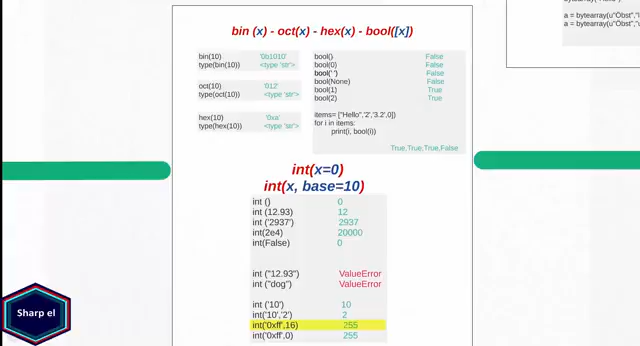 a = bytearray(u"Öbst","l
a = bytearray(u"Öbst","u
bin (x) - oct(x) - hex(x) - bool([x])
bin(10) '0b1010'
type(bin(10)) <type 'str'>
oct(10) '012'
type(oct(10)) <type 'str'>
hex(10) '0xa'
type(hex(10)) <type 'str'>
bool() False
bool(0) False
bool(' ') False
bool(None) False
bool(1) True
bool(2) True
items= ["Hello",'2','3.2',0])
for i in items:
print(i, bool(i))
True,True,True,False
int(x=0)
int(x, base=10)
int () 0
int (12.93) 12
int ('2937') 2937
int(2e4) 20000
int(False) 0
int ("12.93") ValueError
int ("dog") ValueError
int ('10') 10
int('10','2') 2
int('0xff',16) 255
int('0xff',0) 255
Sharp el